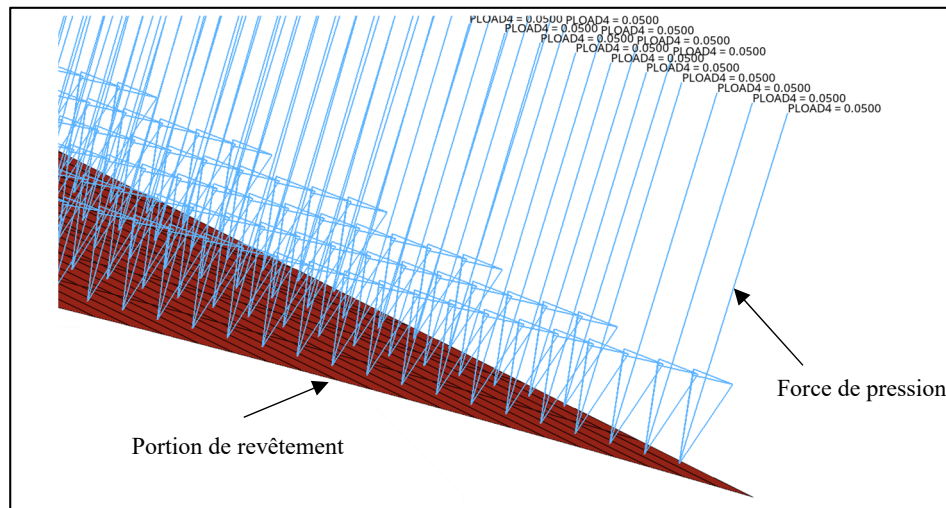 PLOAD4 = 0.0500 PLOAD4 = 0.0500
PLOAD4 = 0.0500 PLOAD4 = 0.0500
PLOAD4 = 0.0500 PLOAD4 = 0.0500
PLOAD4 = 0.0500 PLOAD4 = 0.0500
PLOAD4 = 0.0500
PLOAD4 = 0.0500
PLOAD4 = 0.0500
PLOAD4 = 0.0500
PLOAD4 = 0.0500
PLOAD4 = 0.0500
Force de pression
Portion de revêtement